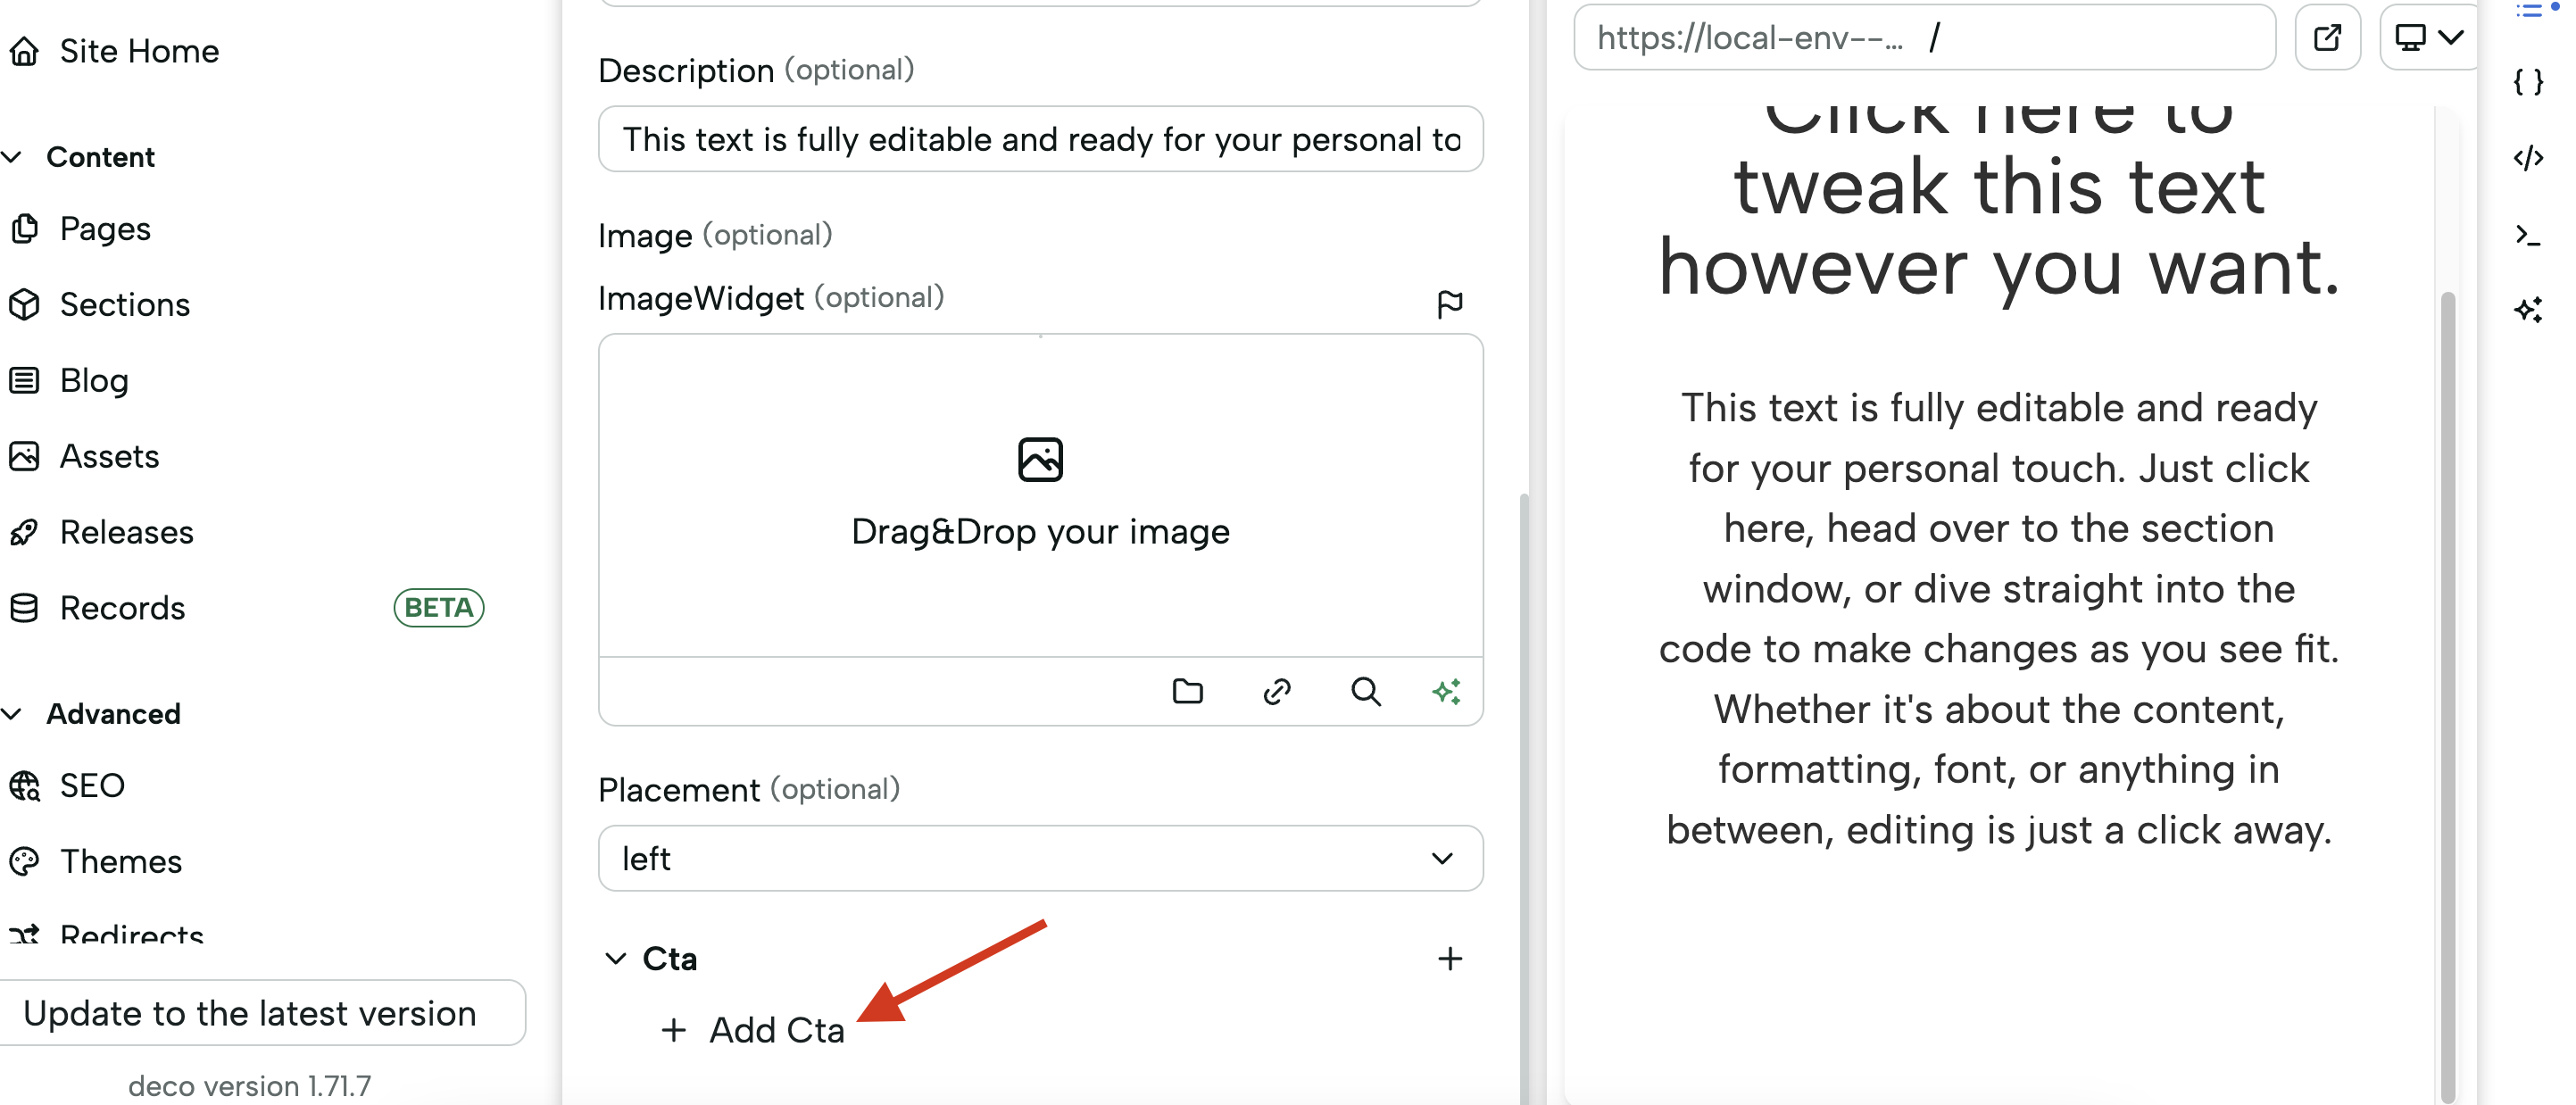 Site Home
Content
Pages
Sections
Blog
Assets
Releases
Records BETA
Advanced
SEO
Themes
Redirects
Update to the latest version
deco version 1.71.7
Description (optional)
This text is fully editable and ready for your personal to
Image (optional)
ImageWidget (optional)
Drag&Drop your image
Placement (optional)
left
Cta
+
+ Add Cta
https://local-env--... /
Click here to
tweak this text
however you want.
This text is fully editable and ready
for your personal touch. Just click
here, head over to the section
window, or dive straight into the
code to make changes as you see fit.
Whether it's about the content,
formatting, font, or anything in
between, editing is just a click away.